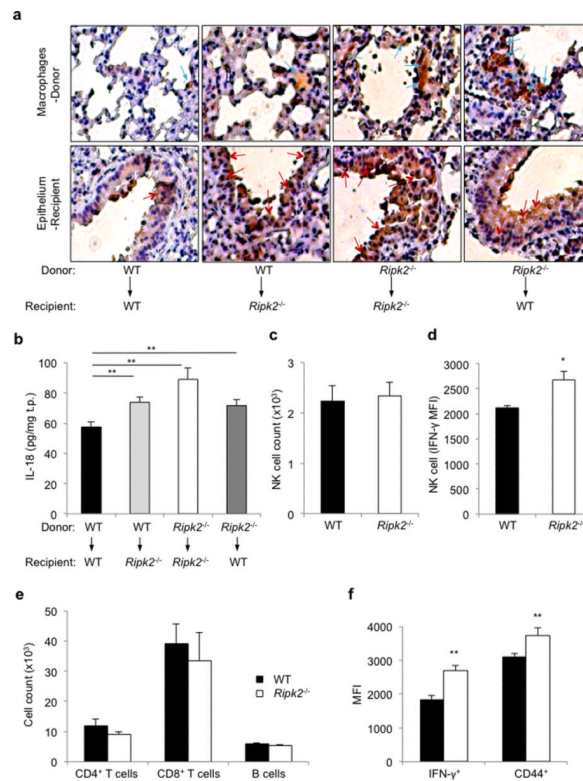 a
Macrophages
-Donor
Epithelium
-Recipient
Donor: WT WT Ripk2-/- Ripk2-/-
Recipient: WT Ripk2-/- Ripk2-/- WT
b
**
**
**
IL-18 (pg/mg t.p.)
120
100
80
60
40
20
0
Donor: WT WT Ripk2-/- Ripk2-/-
Recipient: WT Ripk2-/- Ripk2-/- WT
c
NK cell count (x10³)
3
2
1
0
WT Ripk2-/-
d
*
NK cell (IFN-γ MFI)
3000
2500
2000
1500
1000
500
0
WT Ripk2-/-
e
Cell count (x10³)
50
40
30
20
10
0
WT
Ripk2-/-
CD4⁺ T cells CD8⁺ T cells B cells
f
**
**
MFI
4000
3000
2000
1000
0
IFN-γ⁺ CD44⁺